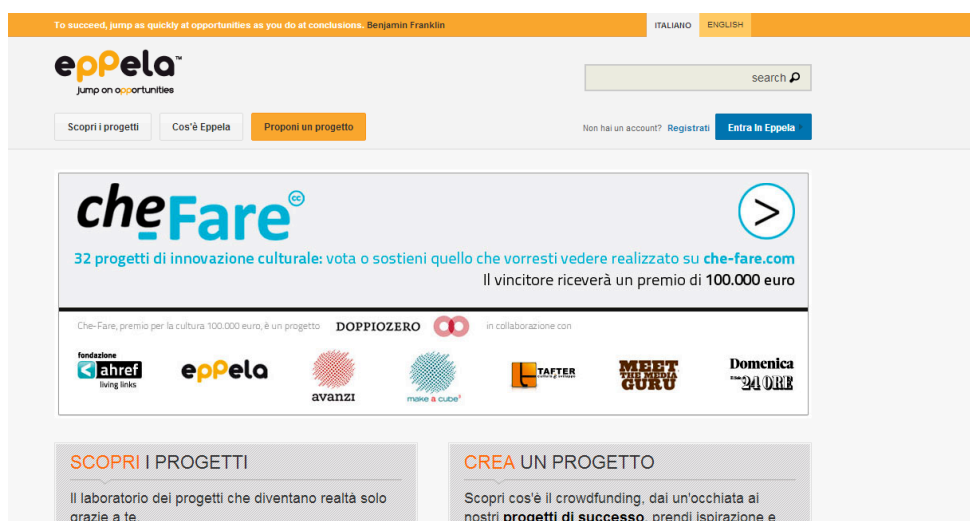 To succeed, jump as quickly at opportunities as you do at conclusions. Benjamin Franklin
ITALIANO
ENGLISH
eppela™
jump on opportunities
search
Scopri i progetti
Cos'è Eppela
Proponi un progetto
Non hai un account? Registrati
Entra in Eppela
cheFare cc
>
32 progetti di innovazione culturale: vota o sostieni quello che vorresti vedere realizzato su che-fare.com
Il vincitore riceverà un premio di 100.000 euro
Che-Fare, premio per la cultura 100.000 euro, è un progetto
DOPPIOZERO
in collaborazione con
fondazione
ahref
living links
eppela
avanzi
make a cube³
TAFTER
MEET
THE MEDIA
GURU
Domenica
24 ORE
SCOPRI I PROGETTI
Il laboratorio dei progetti che diventano realtà solo
grazie a te.
CREA UN PROGETTO
Scopri cos'è il crowdfunding, dai un'occhiata ai
nostri progetti di successo, prendi ispirazione e